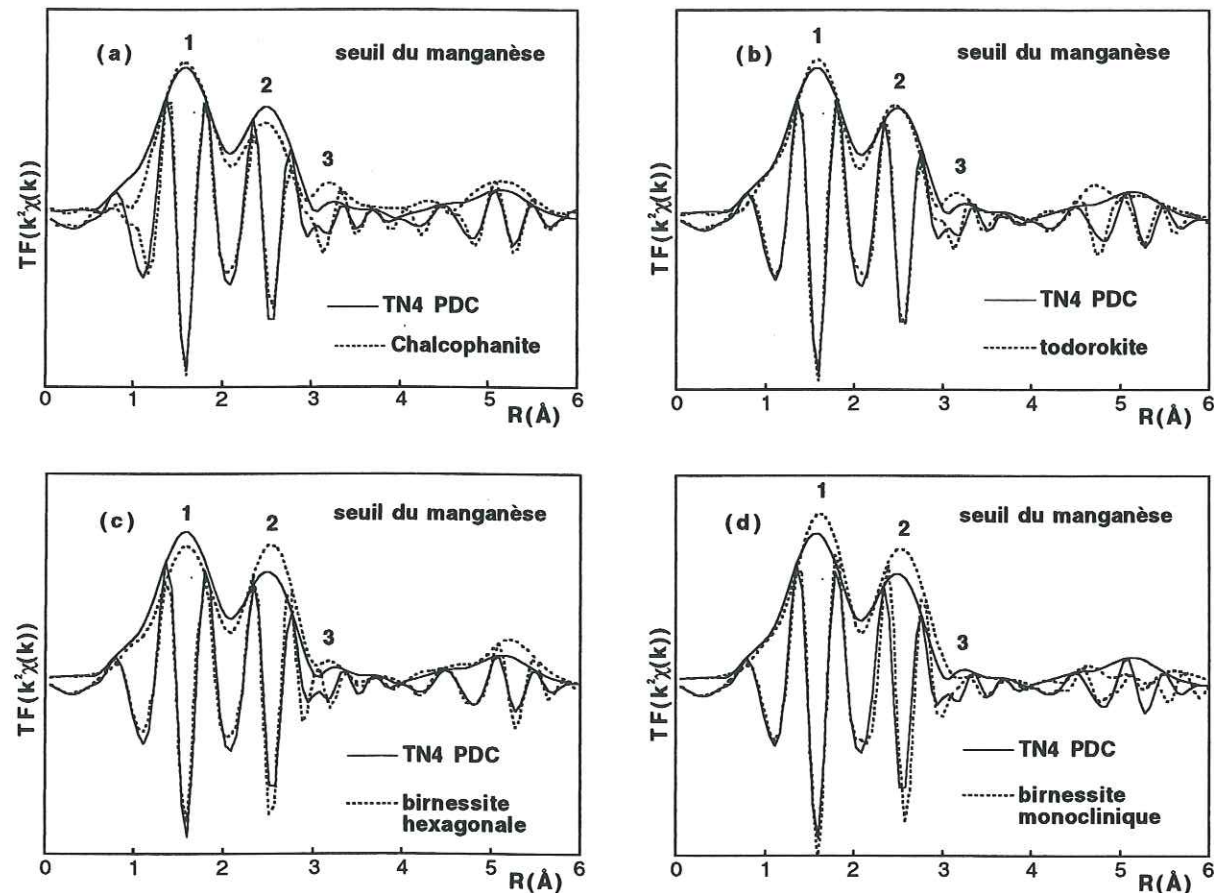 (a)
1
seuil du manganèse
2
3
TF(k²χ(k))
TN4 PDC
Chalcophanite
0 1 2 3 4 5 6
R(Å)
(b)
1
seuil du manganèse
2
3
TF(k²χ(k))
TN4 PDC
todorokite
0 1 2 3 4 5 6
R(Å)
(c)
1
2
seuil du manganèse
3
TF(k²χ(k))
TN4 PDC
birnessite
hexagonale
0 1 2 3 4 5 6
R(Å)
(d)
1
2
seuil du manganèse
3
TF(k²χ(k))
TN4 PDC
birnessite
monoclinique
0 1 2 3 4 5 6
R(Å)